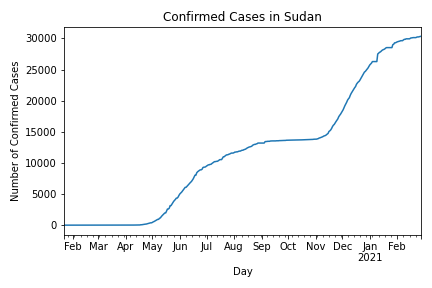 Confirmed Cases in Sudan
Number of Confirmed Cases
30000
25000
20000
15000
10000
5000
0
Feb Mar Apr May Jun Jul Aug Sep Oct Nov Dec Jan Feb
2021
Day